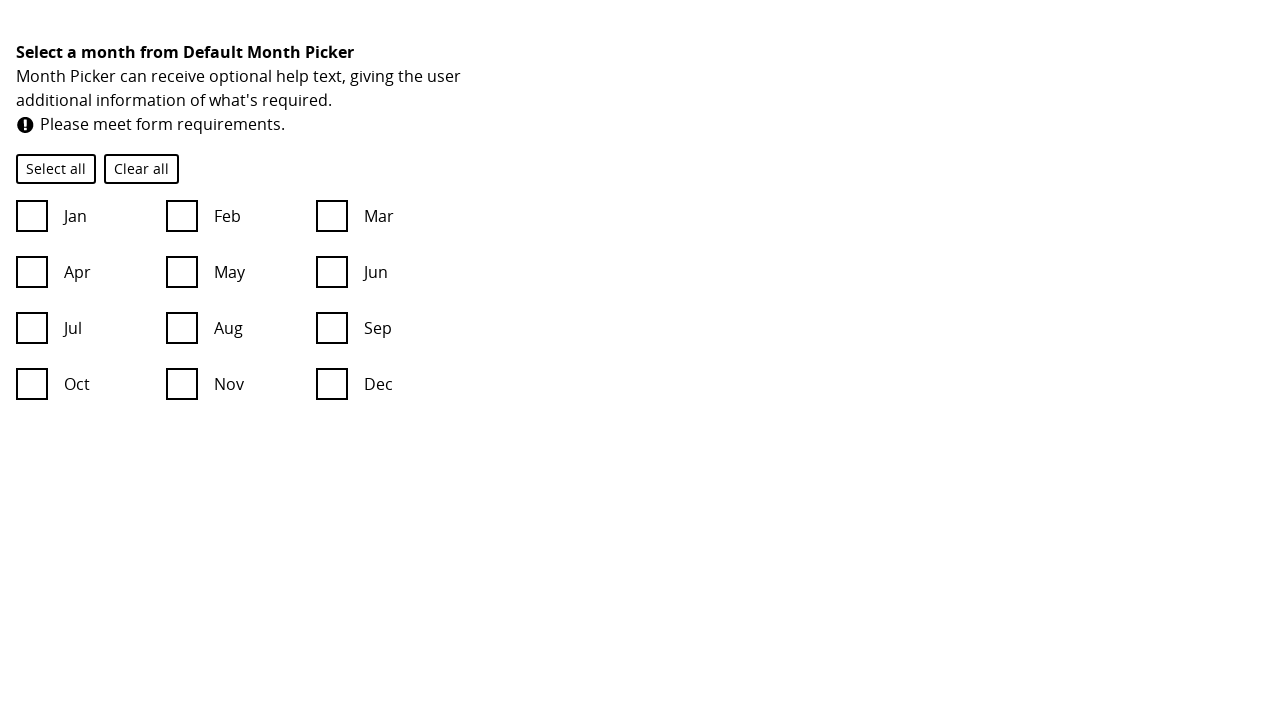 Select a month from Default Month Picker
Month Picker can receive optional help text, giving the user
additional information of what's required.
Please meet form requirements.
Select all Clear all
Jan Feb Mar
Apr May Jun
Jul Aug Sep
Oct Nov Dec